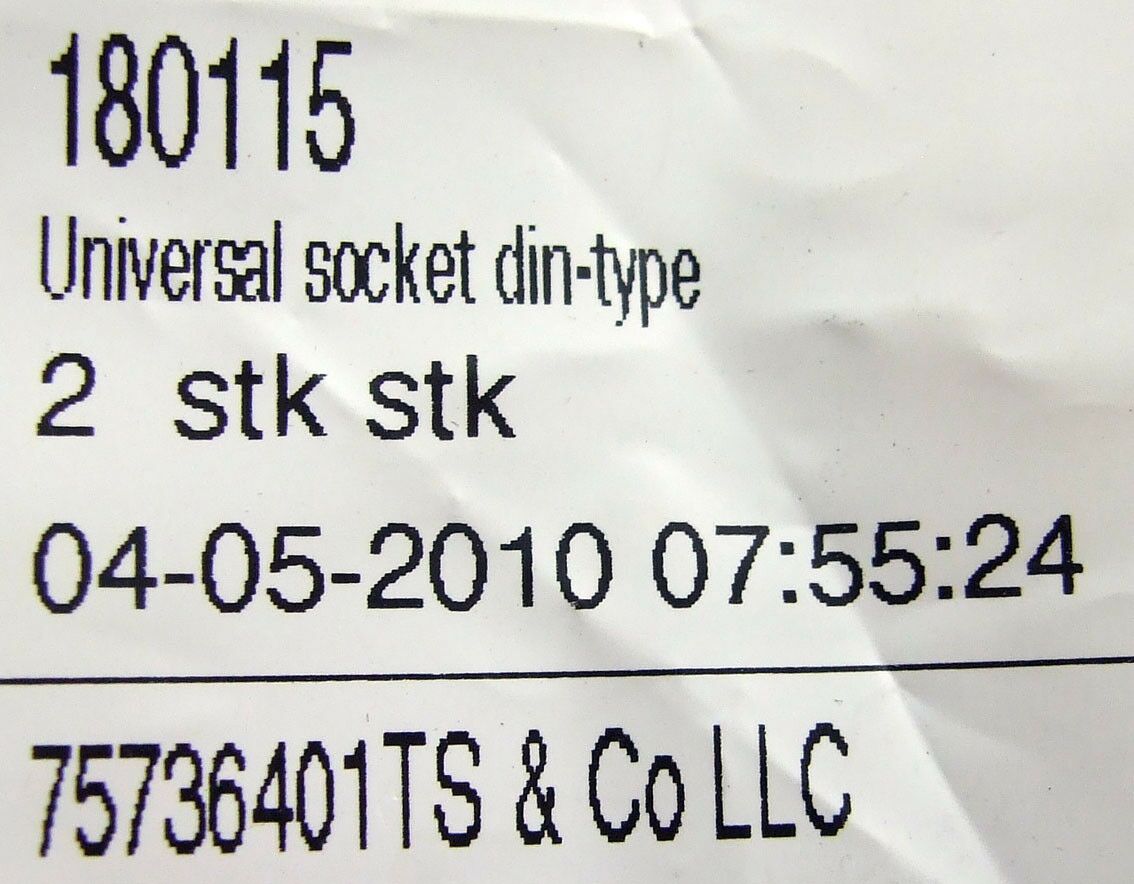 180115
Universal socket din-type
2 stk stk
04-05-2010 07:55:24
75736401TS & Co LLC